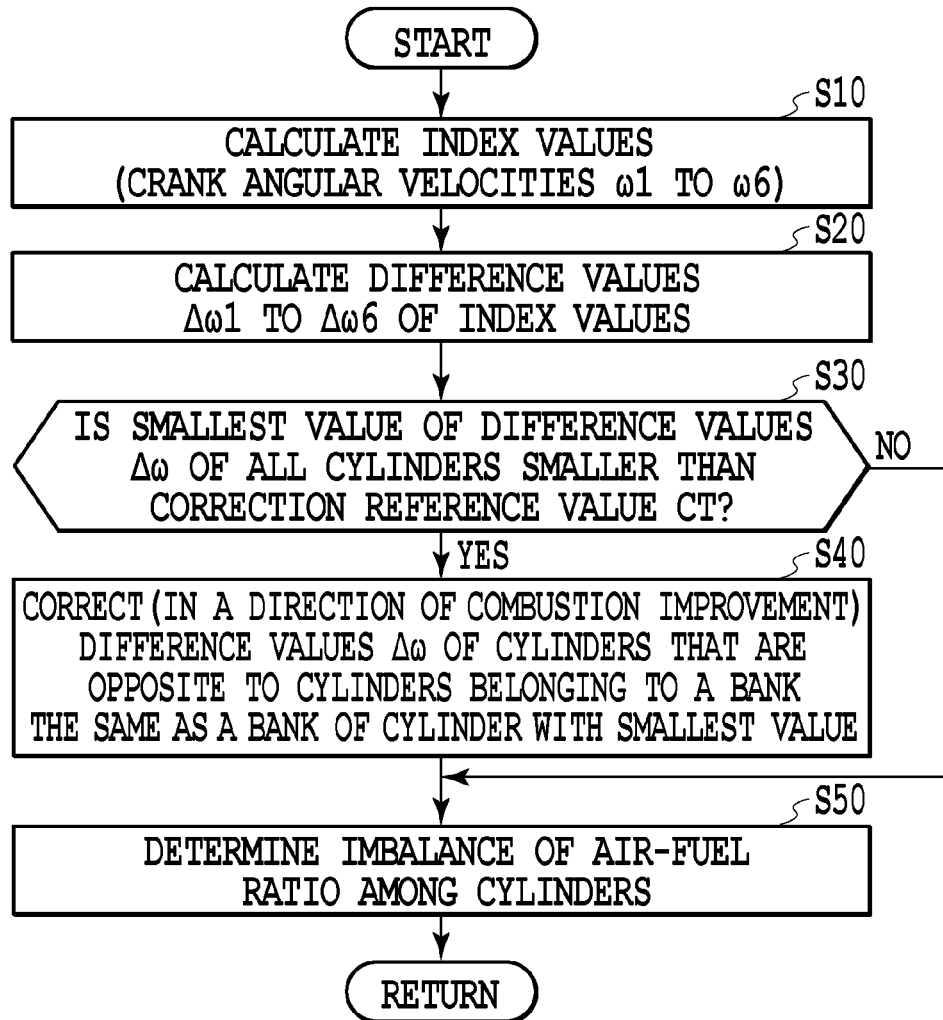 START
S10
CALCULATE INDEX VALUES
(CRANK ANGULAR VELOCITIES ω1 TO ω6)
S20
CALCULATE DIFFERENCE VALUES
Δω1 TO Δω6 OF INDEX VALUES
S30
IS SMALLEST VALUE OF DIFFERENCE VALUES
Δω OF ALL CYLINDERS SMALLER THAN
CORRECTION REFERENCE VALUE CT?
NO
YES
S40
CORRECT (IN A DIRECTION OF COMBUSTION IMPROVEMENT)
DIFFERENCE VALUES Δω OF CYLINDERS THAT ARE
OPPOSITE TO CYLINDERS BELONGING TO A BANK
THE SAME AS A BANK OF CYLINDER WITH SMALLEST VALUE
S50
DETERMINE IMBALANCE OF AIR-FUEL
RATIO AMONG CYLINDERS
RETURN